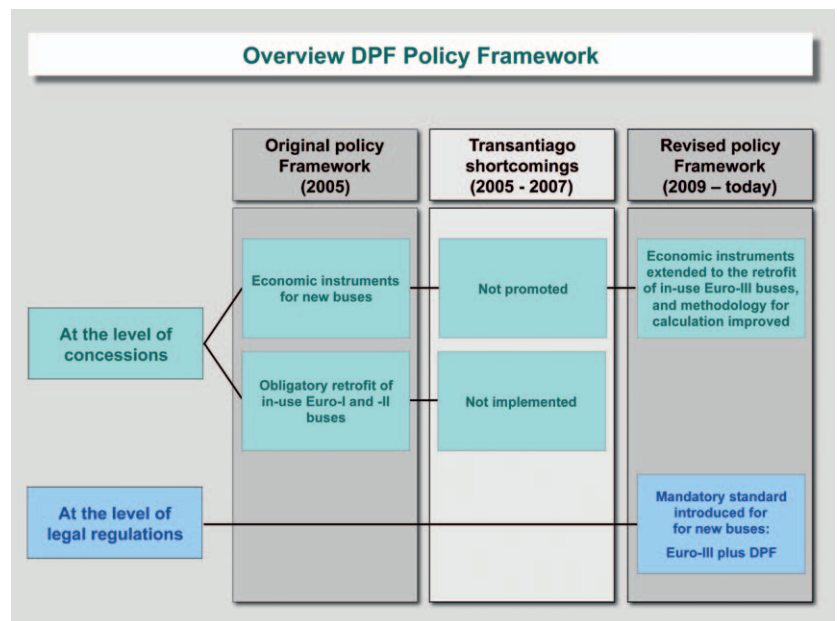 Overview DPF Policy Framework
Original policy
Framework
(2005)
Transantiago
shortcomings
(2005 - 2007)
Revised policy
Framework
(2009 – today)
At the level of
concessions
Economic instruments
for new buses
Not promoted
Economic instruments
extended to the retrofit
of in-use Euro-III buses,
and methodology for
calculation improved
Obligatory retrofit of
in-use Euro-I and -II
buses
Not implemented
At the level of
legal regulations
Mandatory standard
introduced for
for new buses:
Euro-III plus DPF